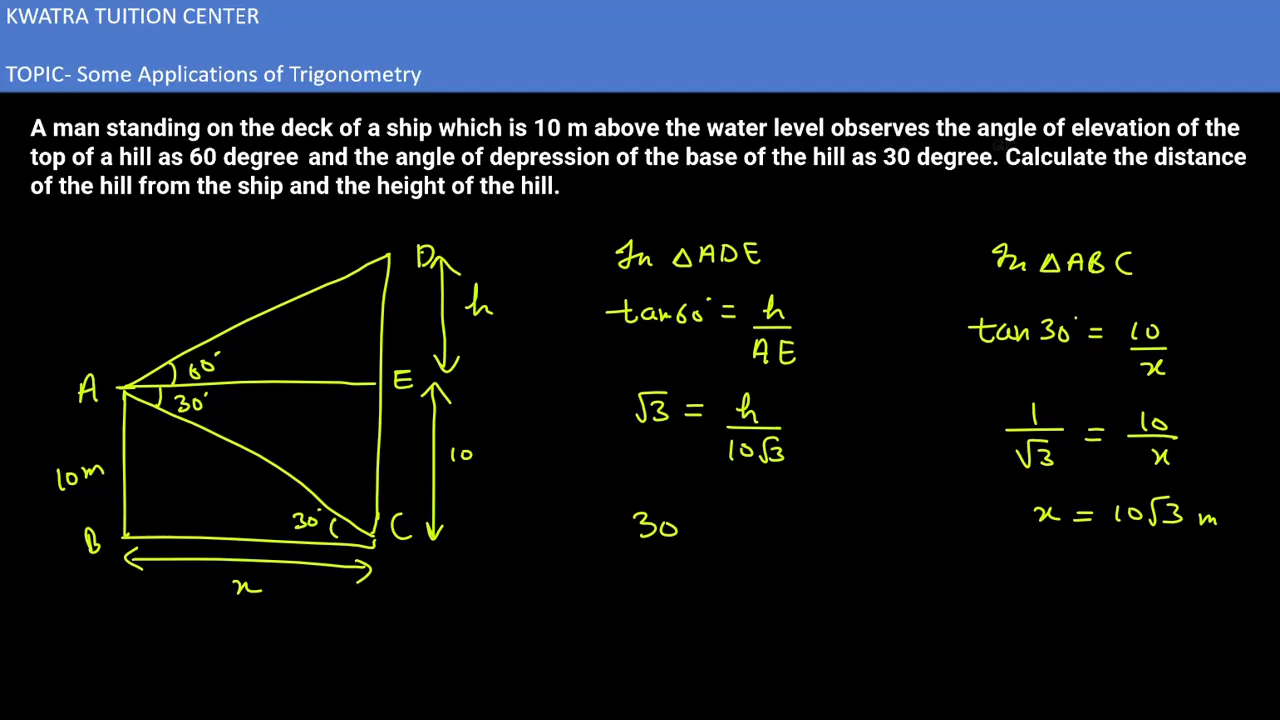 KWATRA TUITION CENTER
TOPIC- Some Applications of Trigonometry
A man standing on the deck of a ship which is 10 m above the water level observes the angle of elevation of the
top of a hill as 60 degree and the angle of depression of the base of the hill as 30 degree. Calculate the distance
of the hill from the ship and the height of the hill.
D
h
A
60°
30°
E
10m
10
B
30°
C
x
In △ADE
tan60° = h/AE
√3 = h/10√3
30
In △ABC
tan 30° = 10/x
1/√3 = 10/x
x = 10√3 m